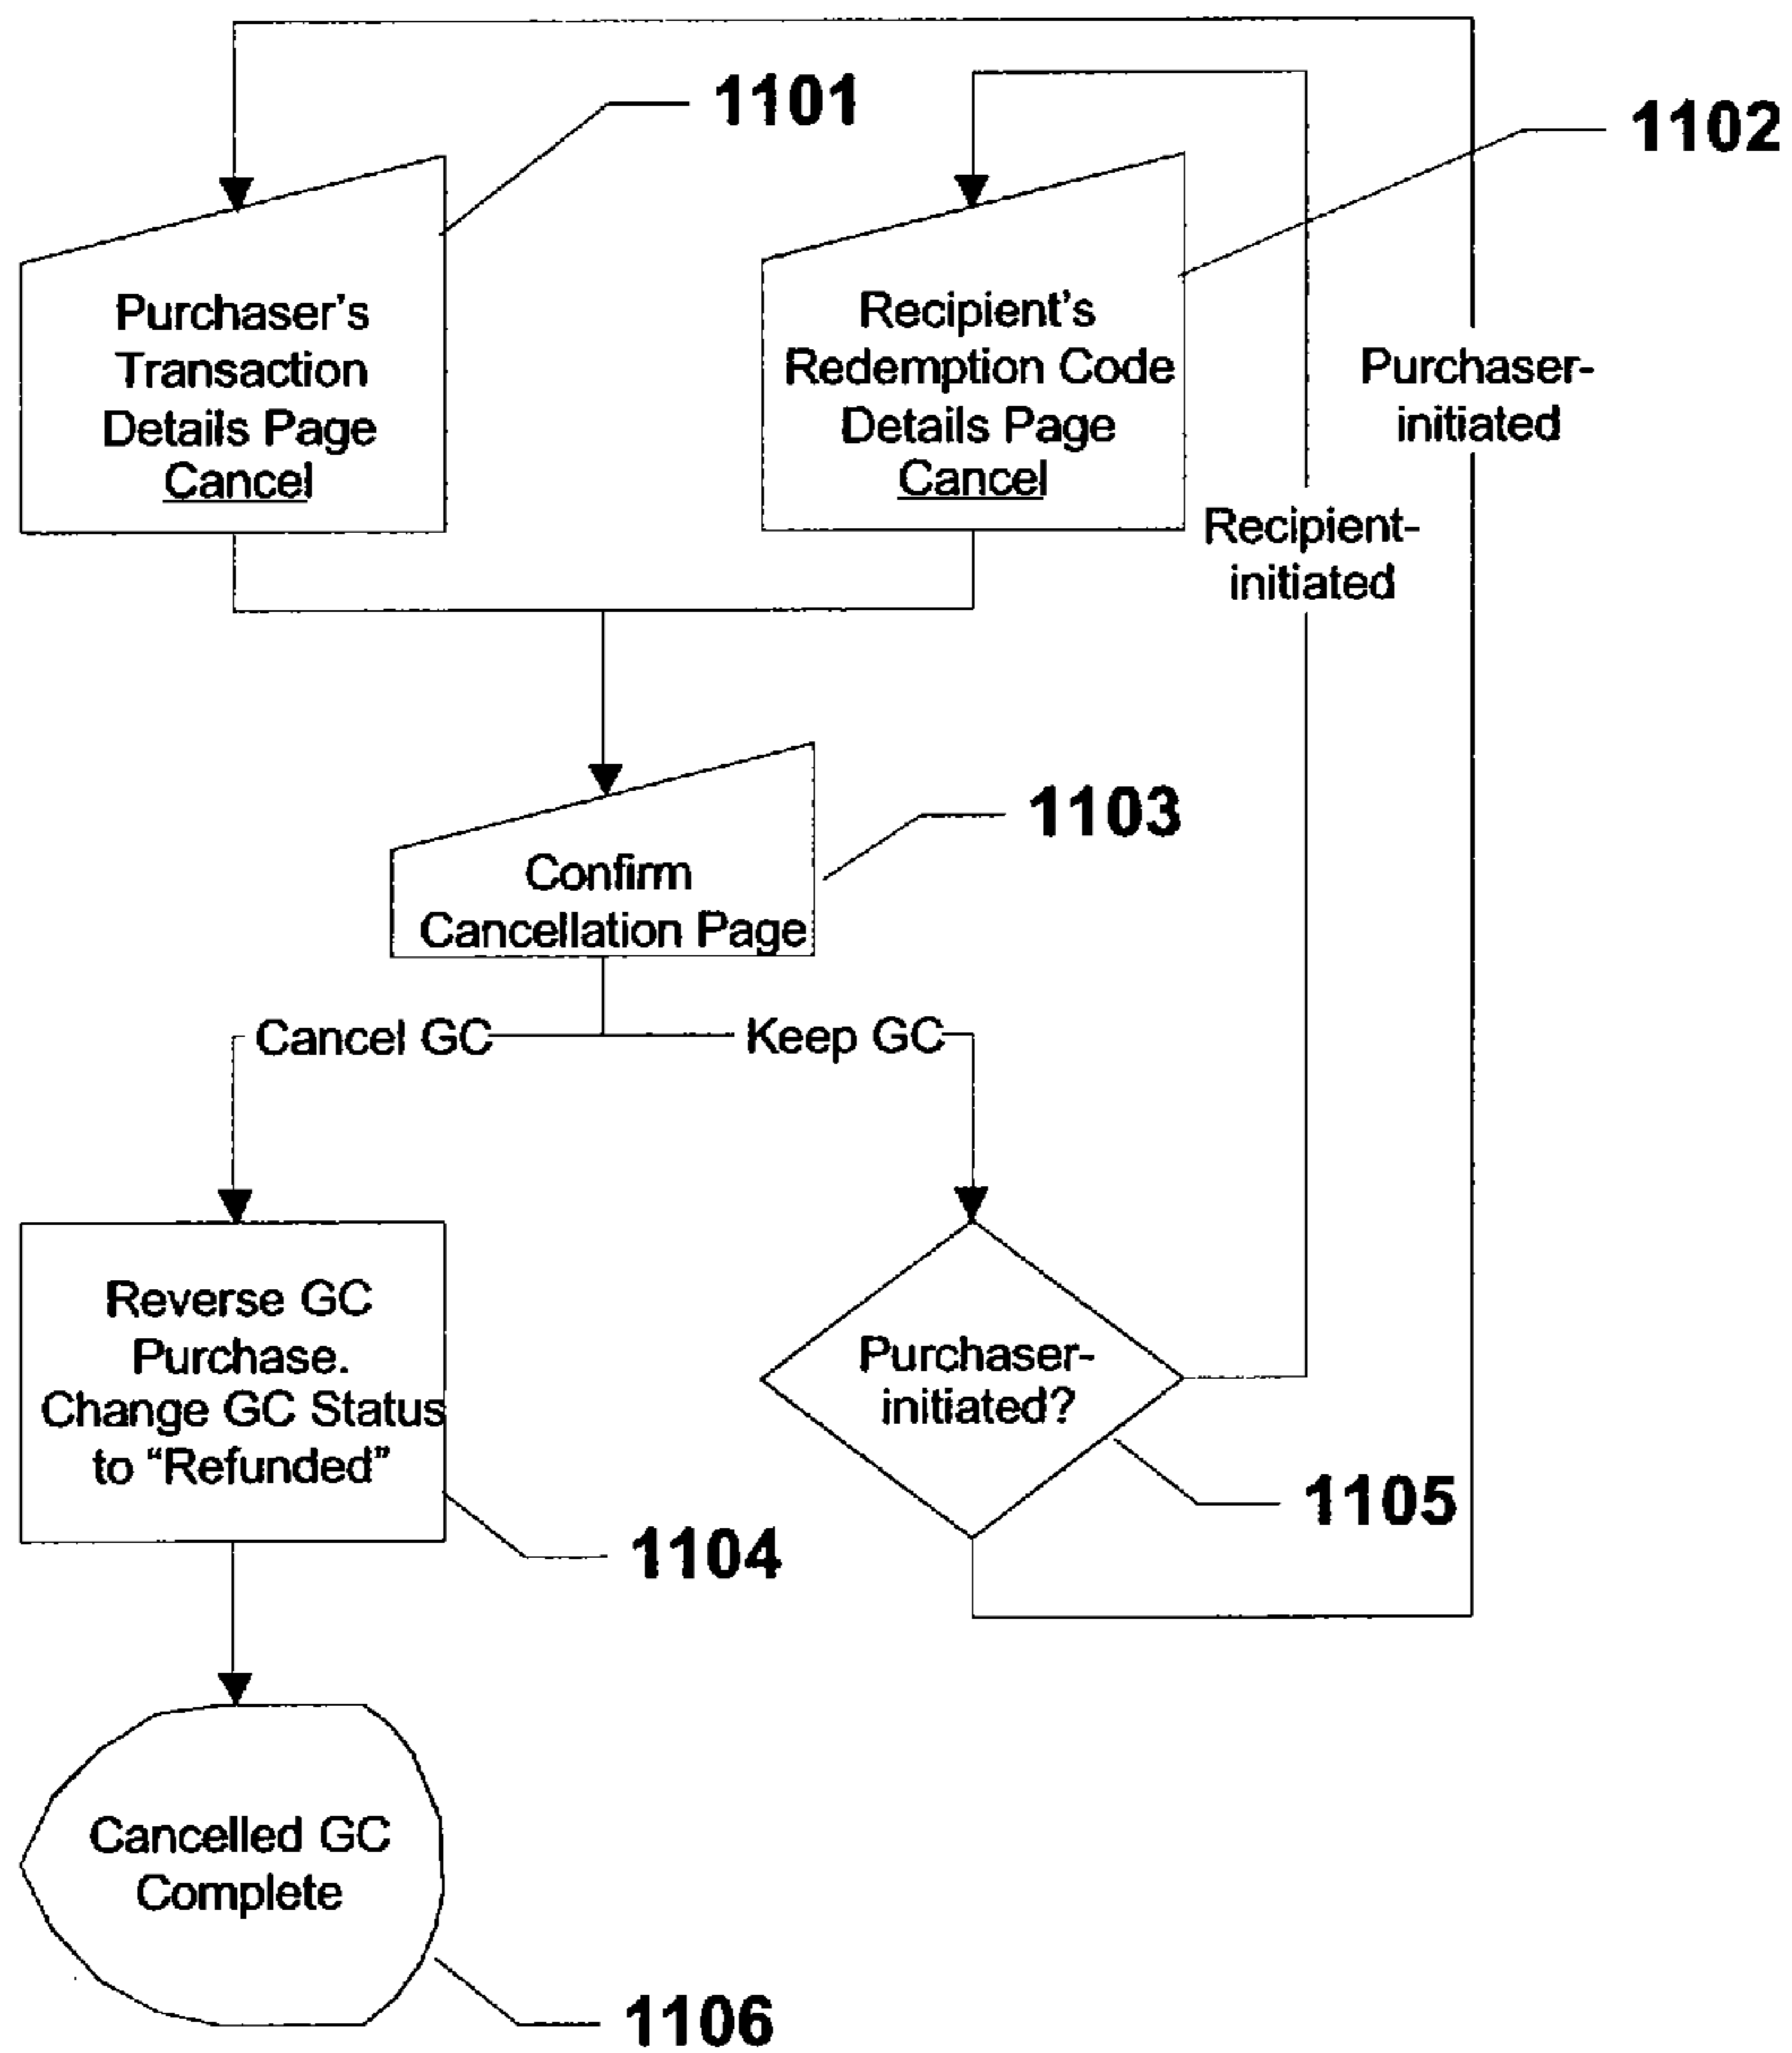 1101
1102
Purchaser's
Transaction
Details Page
Cancel
Recipient's
Redemption Code
Details Page
Cancel
Purchaser-
initiated
Recipient-
initiated
1103
Confirm
Cancellation Page
Cancel GC
Keep GC
Reverse GC
Purchase.
Change GC Status
to “Refunded”
Purchaser-
initiated?
1105
1104
Cancelled GC
Complete
1106